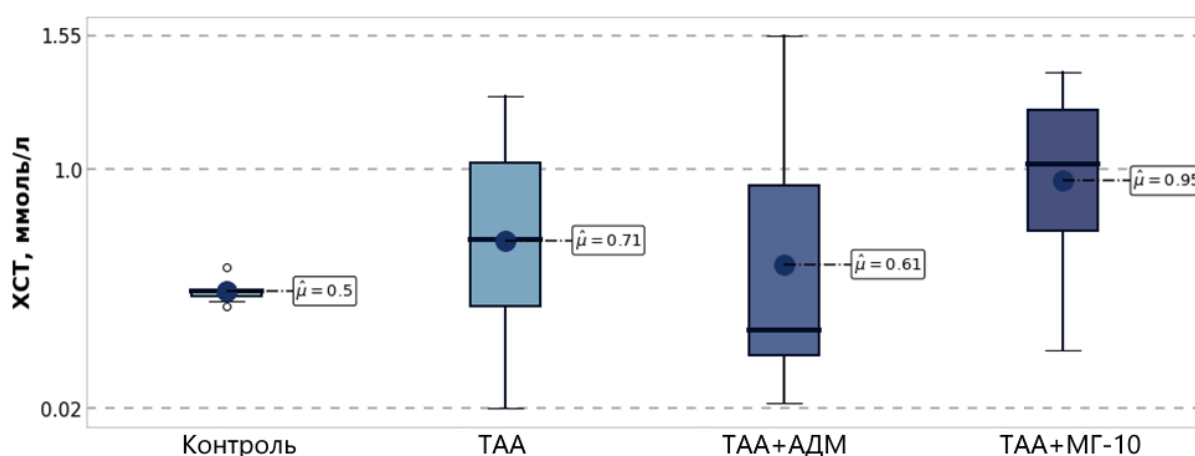 1.55
1.0
0.02
ХСТ, ммоль/л
μ̂ = 0.5
μ̂ = 0.71
μ̂ = 0.61
μ̂ = 0.95
Контроль
ТАА
ТАА+АДМ
ТАА+МГ-10